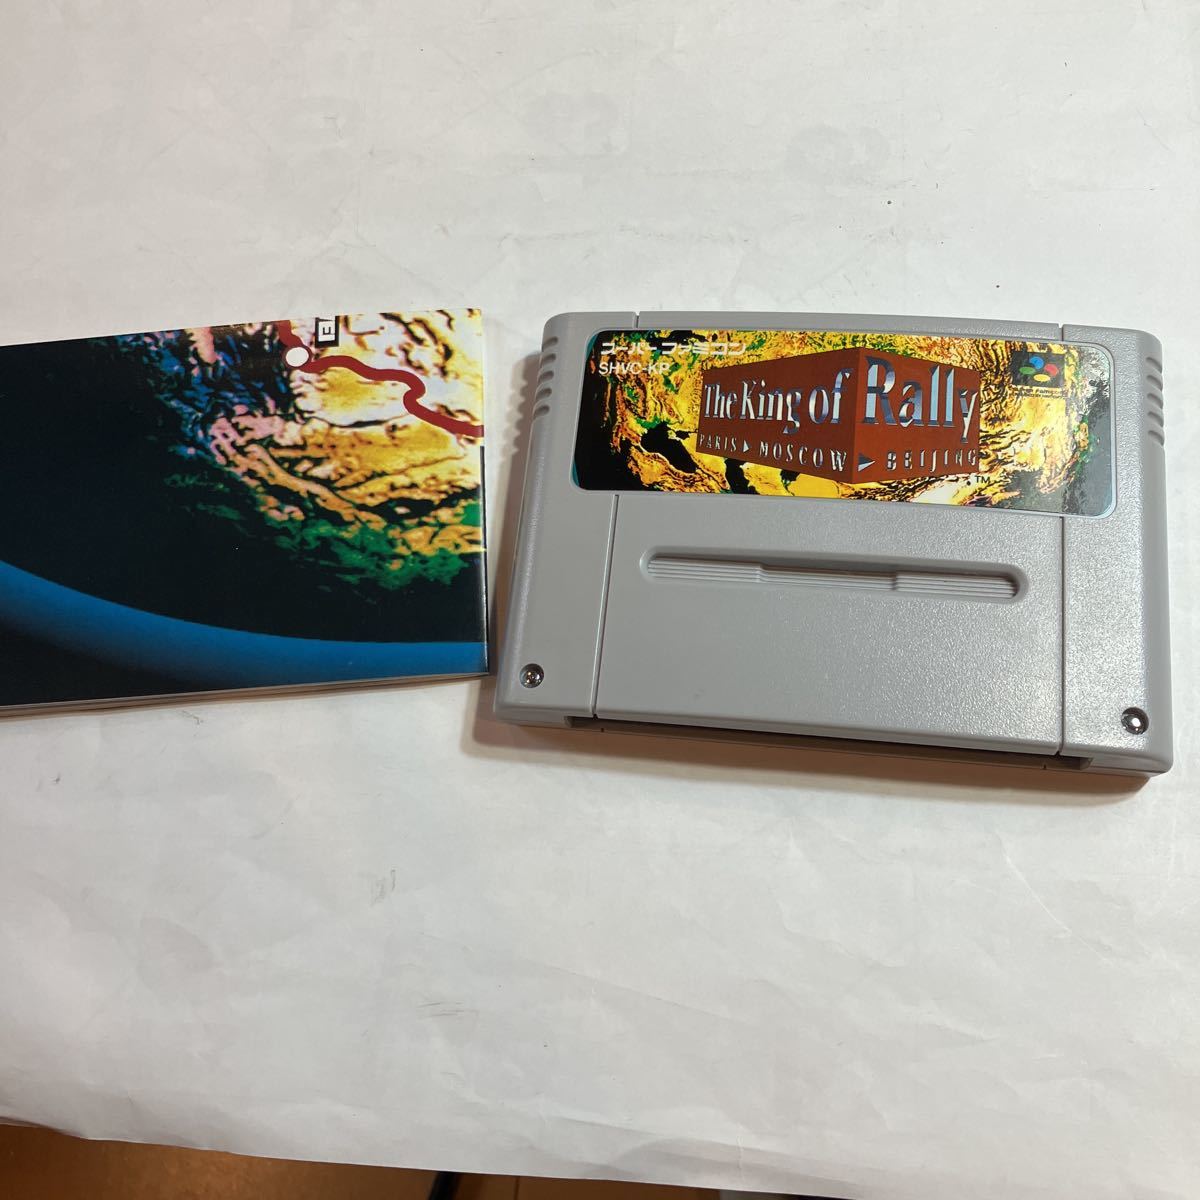 スーパーファミコン
SHVC-KP
The King of Rally
PARIS ▶ MOSCOW ▶ BEIJING
™